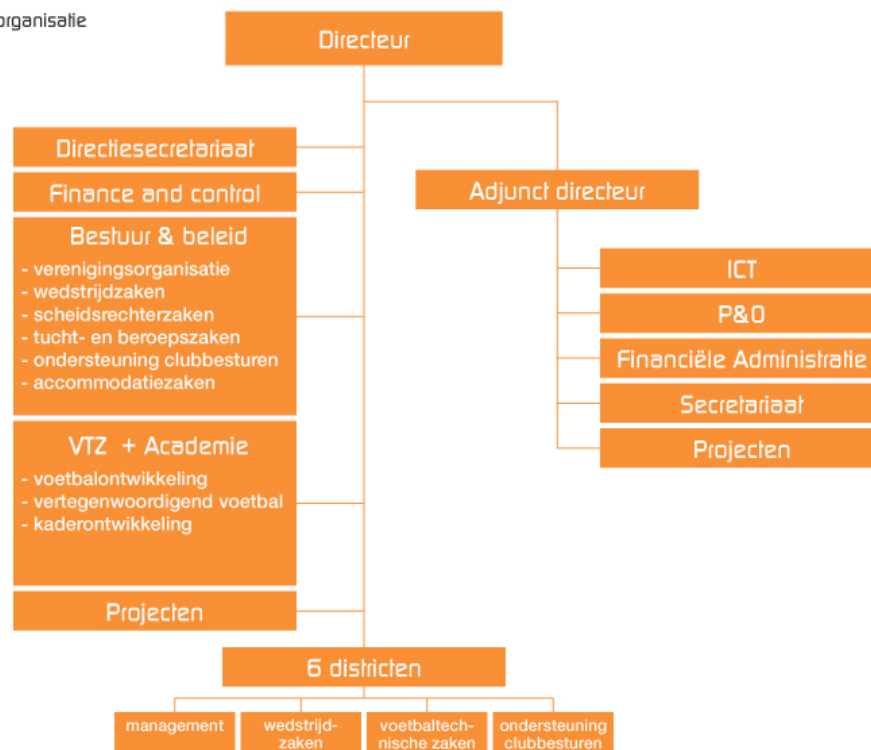 organisatie
Directeur
Directiesecretariaat
Finance and control
Bestuur & beleid
- verenigingsorganisatie
- wedstrijdzaken
- scheidsrechterzaken
- tucht- en beroepszaken
- ondersteuning clubbesturen
- accommodatiezaken
VTZ + Academie
- voetbalontwikkeling
- vertegenwoordigend voetbal
- kaderontwikkeling
Projecten
Adjunct directeur
ICT
P&O
Financiële Administratie
Secretariaat
Projecten
6 districten
management
wedstrijd-
zaken
voetbaltech-
nische zaken
ondersteuning
clubbesturen